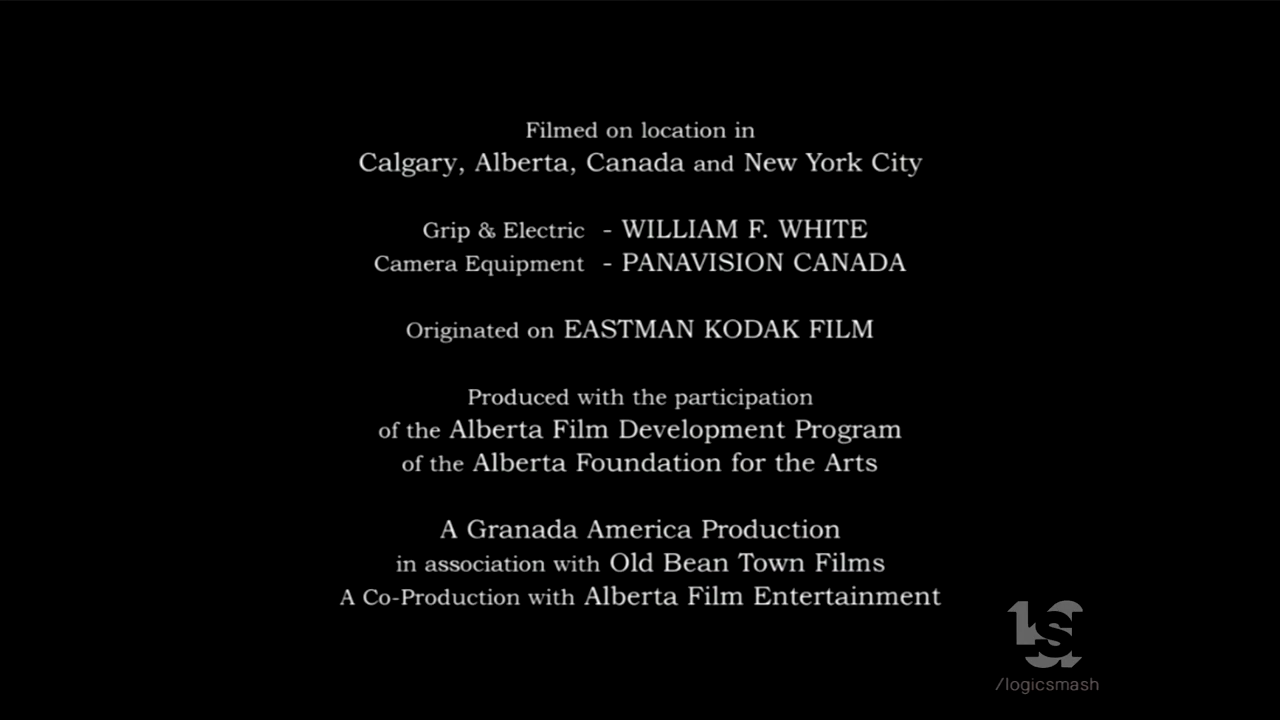 Filmed on location in
Calgary, Alberta, Canada and New York City
Grip & Electric - WILLIAM F. WHITE
Camera Equipment - PANAVISION CANADA
Originated on EASTMAN KODAK FILM
Produced with the participation
of the Alberta Film Development Program
of the Alberta Foundation for the Arts
A Granada America Production
in association with Old Bean Town Films
A Co-Production with Alberta Film Entertainment
/logicsmash